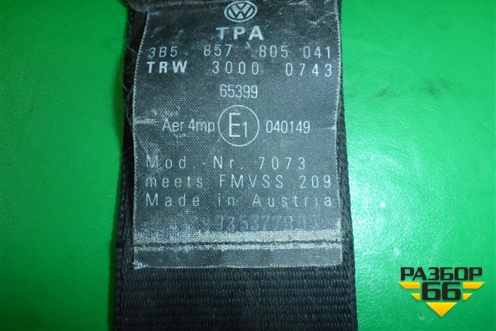 TPA
3B5 857 805 041
TRW 3000 0743
65399
Aer 4mp E1 040149
Mod. Nr. 7073
meets FMVSS 209
Made in Austria
РАЗБОР
66